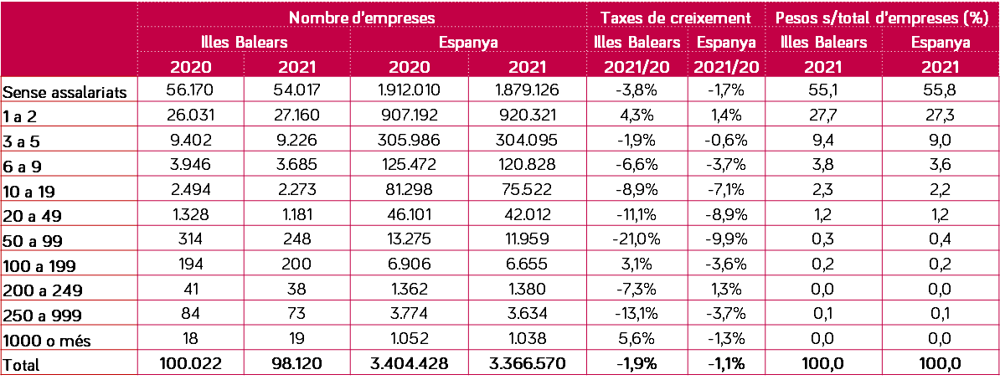 Nombre d'empreses Taxes de creixement Pesos s/total d'empreses (%)
Illes Balears Espanya Illes Balears Espanya Illes Balears Espanya
2020 2021 2020 2021 2021/20 2021/20 2021 2021
Sense assalariats 56.170 54.017 1.912.010 1.879.126 -3,8% -1,7% 55,1 55,8
1 a 2 26.031 27.160 907.192 920.321 4,3% 1,4% 27,7 27,3
3 a 5 9.402 9.226 305.986 304.095 -1,9% -0,6% 9,4 9,0
6 a 9 3.946 3.685 125.472 120.828 -6,6% -3,7% 3,8 3,6
10 a 19 2.494 2.273 81.298 75.522 -8,9% -7,1% 2,3 2,2
20 a 49 1.328 1.181 46.101 42.012 -11,1% -8,9% 1,2 1,2
50 a 99 314 248 13.275 11.959 -21,0% -9,9% 0,3 0,4
100 a 199 194 200 6.906 6.655 3,1% -3,6% 0,2 0,2
200 a 249 41 38 1.362 1.380 -7,3% 1,3% 0,0 0,0
250 a 999 84 73 3.774 3.634 -13,1% -3,7% 0,1 0,1
1000 o més 18 19 1.052 1.038 5,6% -1,3% 0,0 0,0
Total 100.022 98.120 3.404.428 3.366.570 -1,9% -1,1% 100,0 100,0